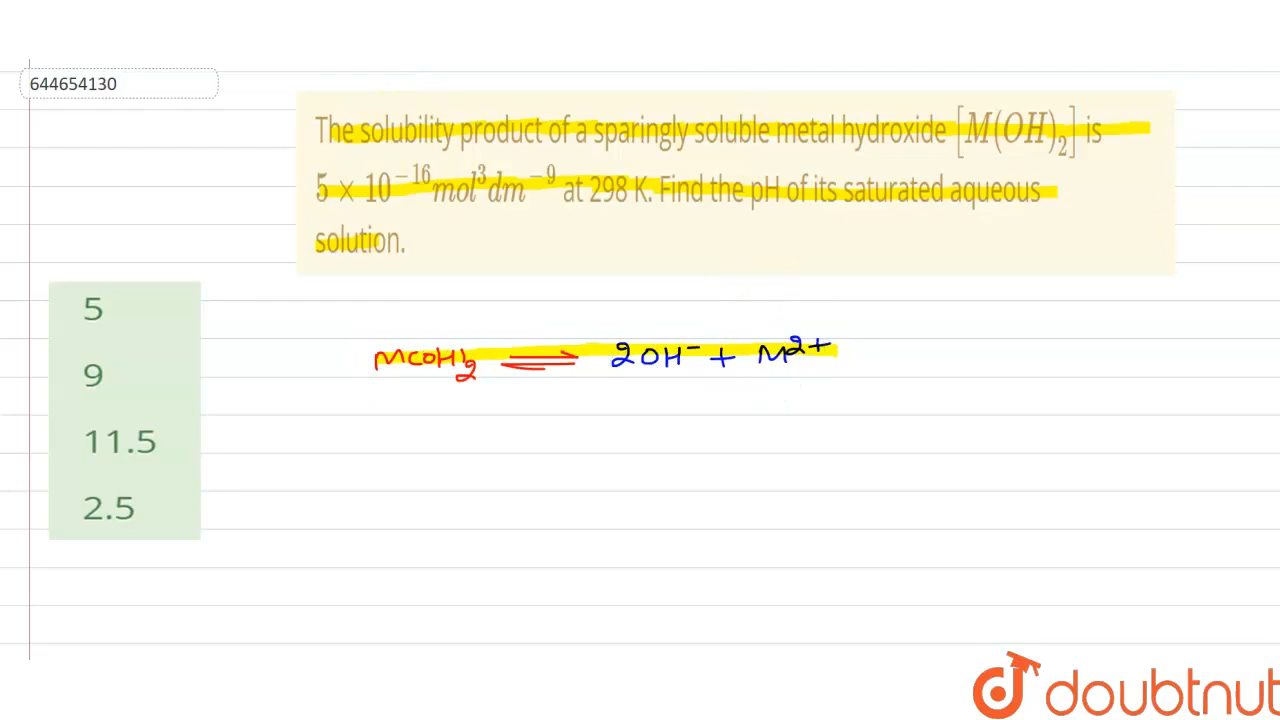 644654130
The solubility product of a sparingly soluble metal hydroxide [M(OH)₂] is
5 × 10⁻¹⁶ mol³ dm⁻⁹ at 298 K. Find the pH of its saturated aqueous
solution.
5
9
11.5
2.5
M(OH)₂ ⇌ 2OH⁻ + M²⁺
doubtnut